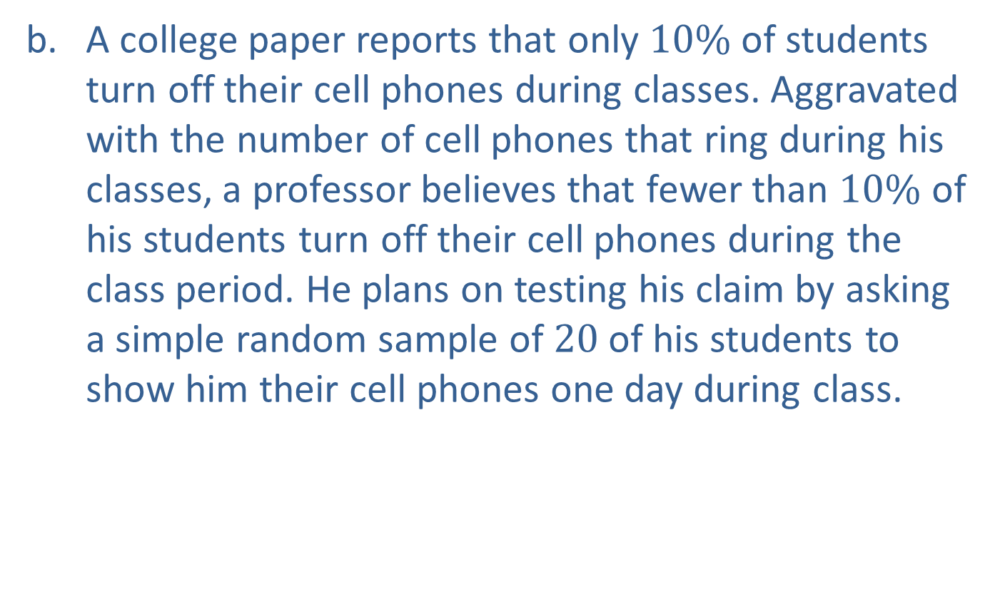 b. A college paper reports that only 10% of students
turn off their cell phones during classes. Aggravated
with the number of cell phones that ring during his
classes, a professor believes that fewer than 10% of
his students turn off their cell phones during the
class period. He plans on testing his claim by asking
a simple random sample of 20 of his students to
show him their cell phones one day during class.